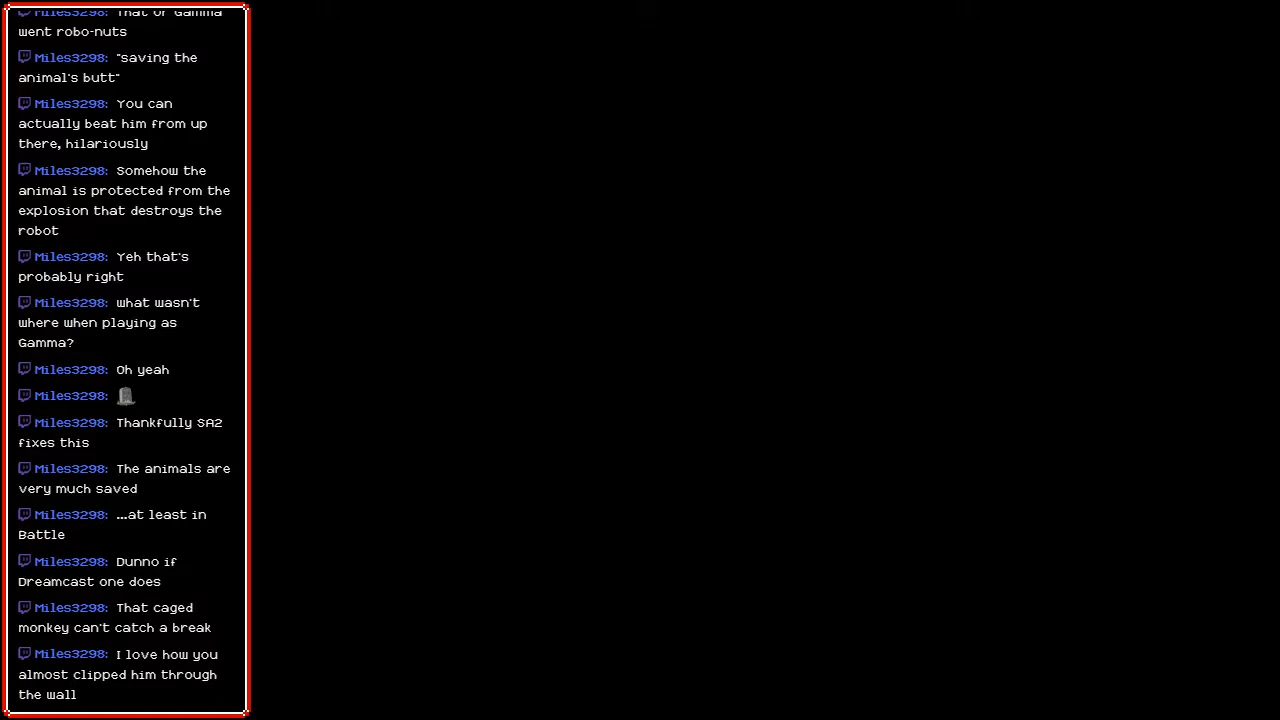 Miles3298: That or Gamma
went robo-nuts
Miles3298: "saving the
animal's butt"
Miles3298: You can
actually beat him from up
there, hilariously
Miles3298: Somehow the
animal is protected from the
explosion that destroys the
robot
Miles3298: Yeh that's
probably right
Miles3298: what wasn't
where when playing as
Gamma?
Miles3298: Oh yeah
Miles3298:
Miles3298: Thankfully SA2
fixes this
Miles3298: The animals are
very much saved
Miles3298: ...at least in
Battle
Miles3298: Dunno if
Dreamcast one does
Miles3298: That caged
monkey can't catch a break
Miles3298: I love how you
almost clipped him through
the wall